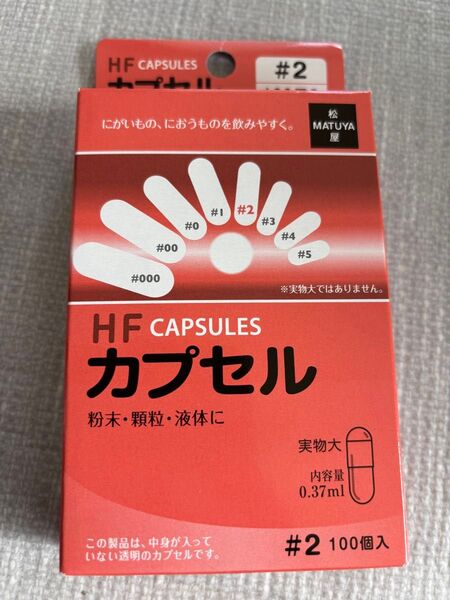 HF CAPSULES
カプセル
#2
にがいもの、におうものを飲みやすく。
松
MATUYA
屋
#000
#00
#0
#1
#2
#3
#4
#5
※実物大ではありません。
HF CAPSULES
カプセル
粉末・顆粒・液体に
実物大
内容量
0.37ml
この製品は、中身が入って
いない透明のカプセルです。
#2 100個入